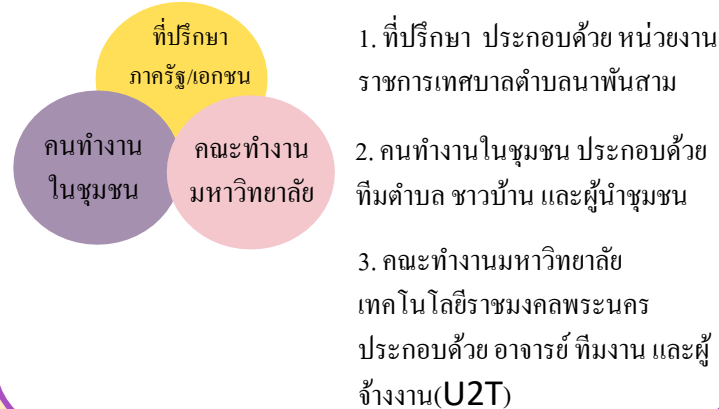 ที่ปรึกษา
ภาครัฐ/เอกชน
คนทำงาน
ในชุมชน
คณะทำงาน
มหาวิทยาลัย
1. ที่ปรึกษา ประกอบด้วย หน่วยงาน
ราชการเทศบาลตำบลนาพันสาม
2. คนทำงานในชุมชน ประกอบด้วย
ทีมตำบล ชาวบ้าน และผู้นำชุมชน
3. คณะทำงานมหาวิทยาลัย
เทคโนโลยีราชมงคลพระนคร
ประกอบด้วย อาจารย์ ทีมงาน และผู้
จ้างงาน(U2T)